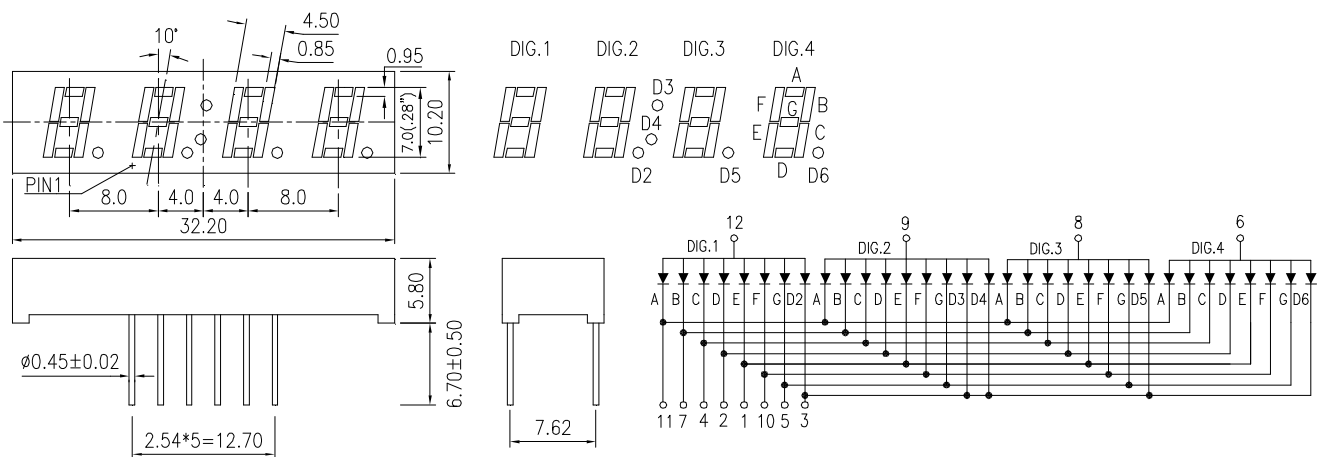 10°
4.50
0.85
0.95
7.0(.28")
10.20
PIN1
8.0
4.0
4.0
8.0
32.20
DIG.1
DIG.2
DIG.3
DIG.4
D3
D4
D2
D5
A
F
G
B
E
C
D
D6
5.80
6.70±0.50
ø0.45±0.02
2.54*5=12.70
7.62
12
9
8
6
DIG.1
DIG.2
DIG.3
DIG.4
A B C D E F G D2 A B C D E F G D3 D4 A B C D E F G D5 A B C D E F G D6
11 7 4 2 1 10 5 3